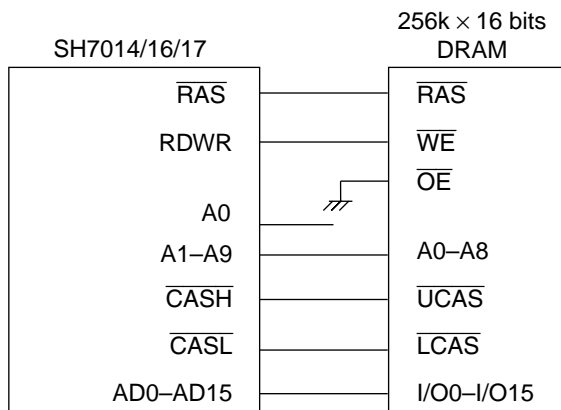 256k × 16 bits
SH7014/16/17 DRAM
RAS RAS
RDWR WE
OE
A0
A1–A9 A0–A8
CASH UCAS
CASL LCAS
AD0–AD15 I/O0–I/O15